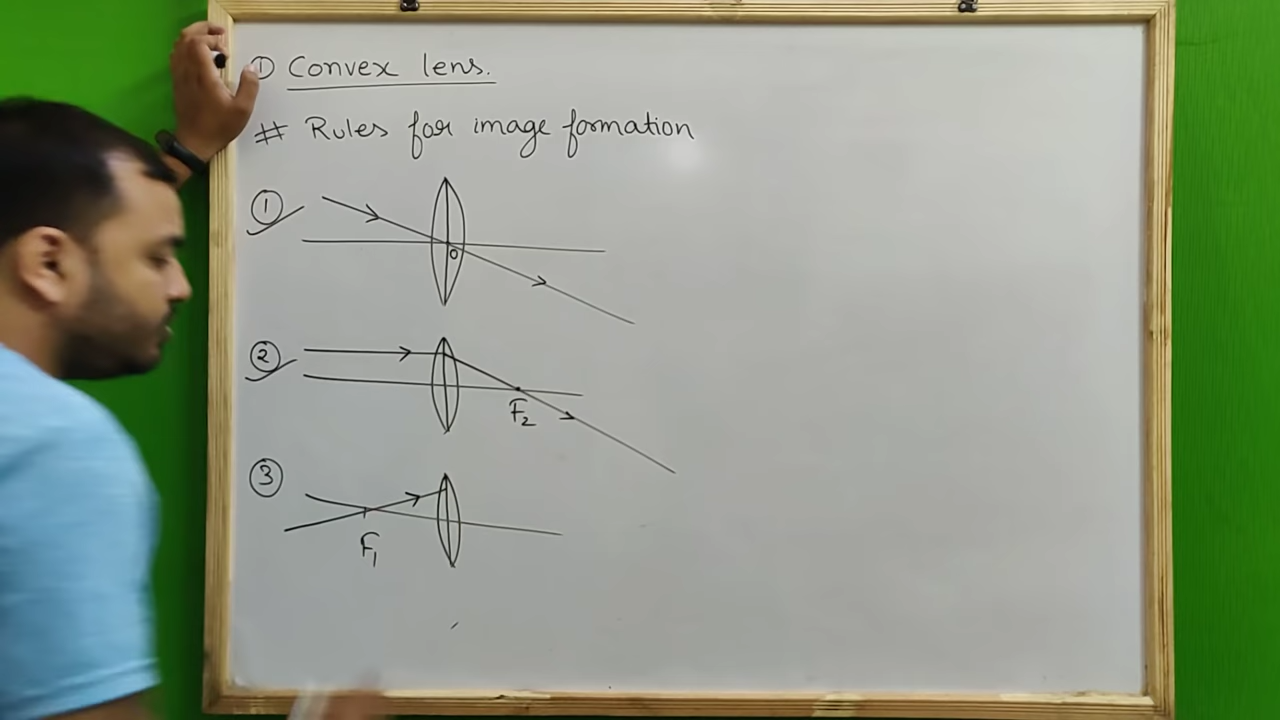 ① Convex lens.
# Rules for image formation
①
O
②
F₂
③
F₁